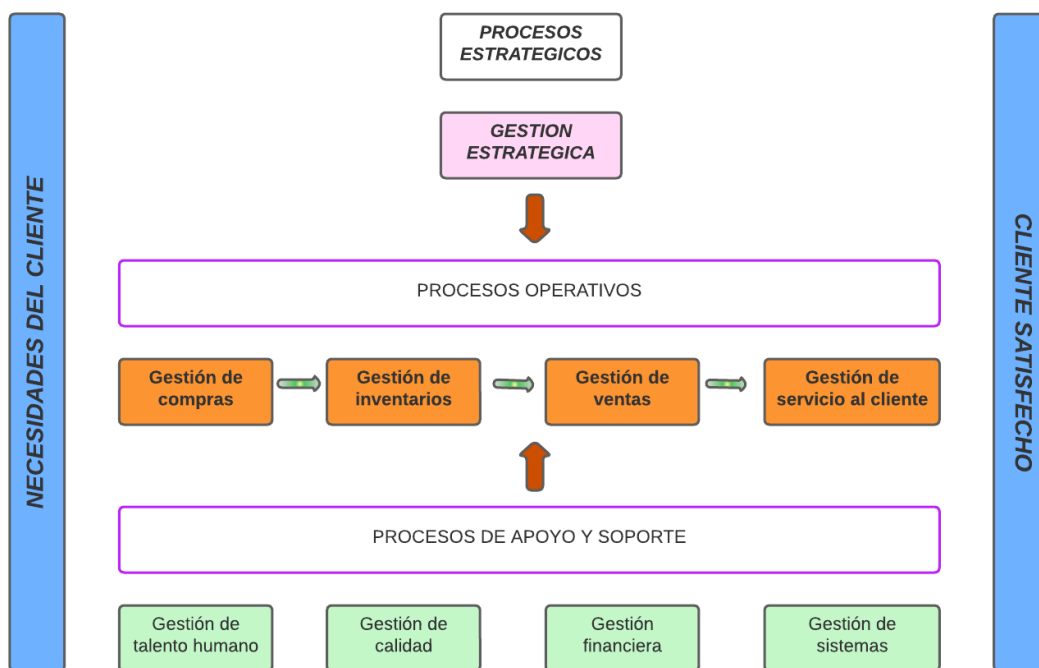 NECESIDADES DEL CLIENTE
PROCESOS
ESTRATEGICOS
GESTION
ESTRATEGICA
PROCESOS OPERATIVOS
Gestión de
compras
Gestión de
inventarios
Gestión de
ventas
Gestión de
servicio al cliente
PROCESOS DE APOYO Y SOPORTE
Gestión de
talento humano
Gestión de
calidad
Gestión
financiera
Gestión de
sistemas
CLIENTE SATISFECHO